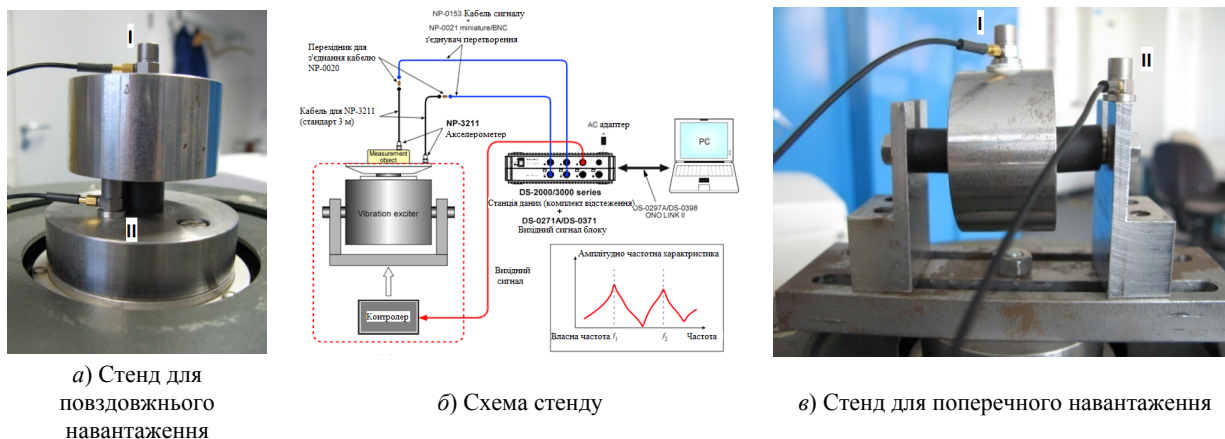 I
II
NP-0153 Кабель сигналу
+
NP-0021 miniature/BNC
з'єднувач перетворення
Перехідник для
з'єднання кабелю
NP-0020
Кабель для NP-3211
(стандарт 3 м)
NP-3211
Акселерометр
Measurement
object
Vibration exciter
Контролер
Вихідний
сигнал
AC адаптер
PC
DS-2000/3000 series
Станція даних (комплект відстеження)
+
DS-0271A/DS-0371
Вихідний сигнал блоку
DS-0297A/DS-0398
ONO LINK II
Амплітудно частотна характеристика
Власна частота f1
f2
Частота
I
II
а) Стенд для
повздовжнього
навантаження
б) Схема стенду
в) Стенд для поперечного навантаження